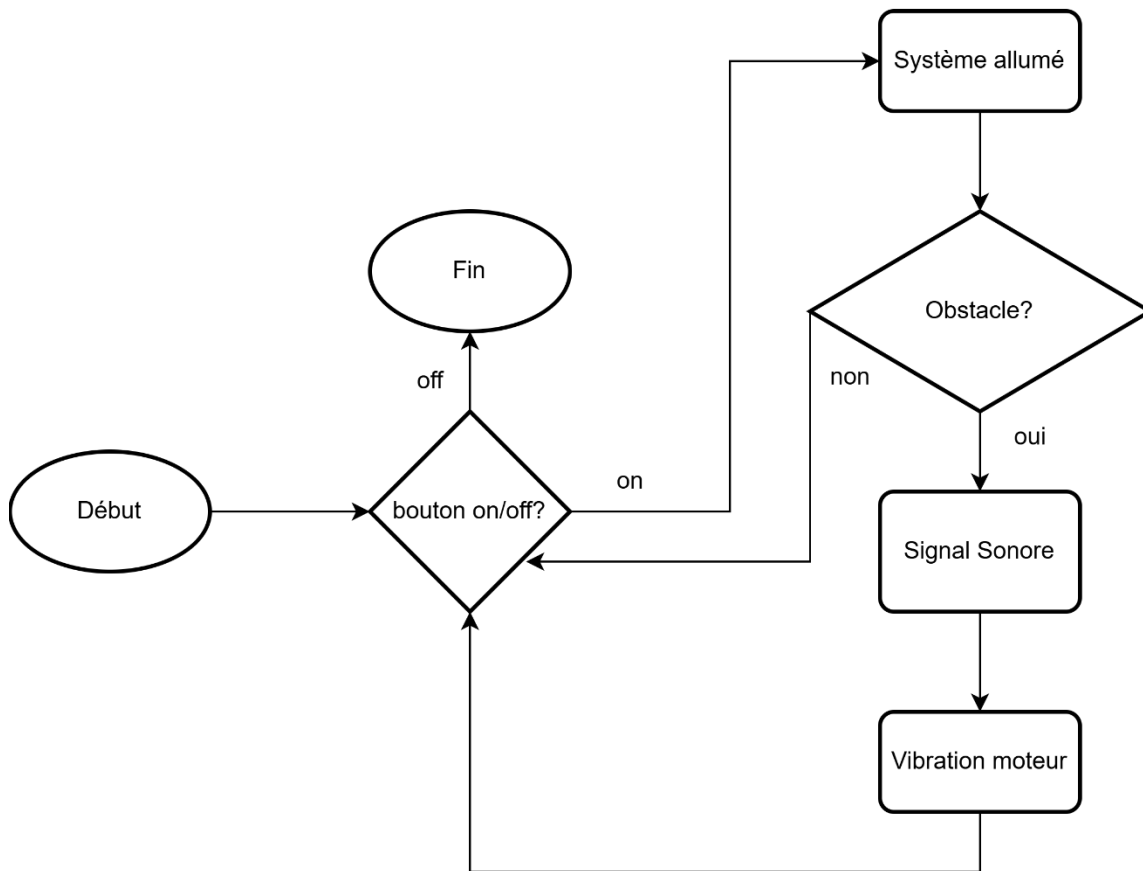 Système allumé
Fin
Obstacle?
off
non
oui
Début
bouton on/off?
on
Signal Sonore
Vibration moteur